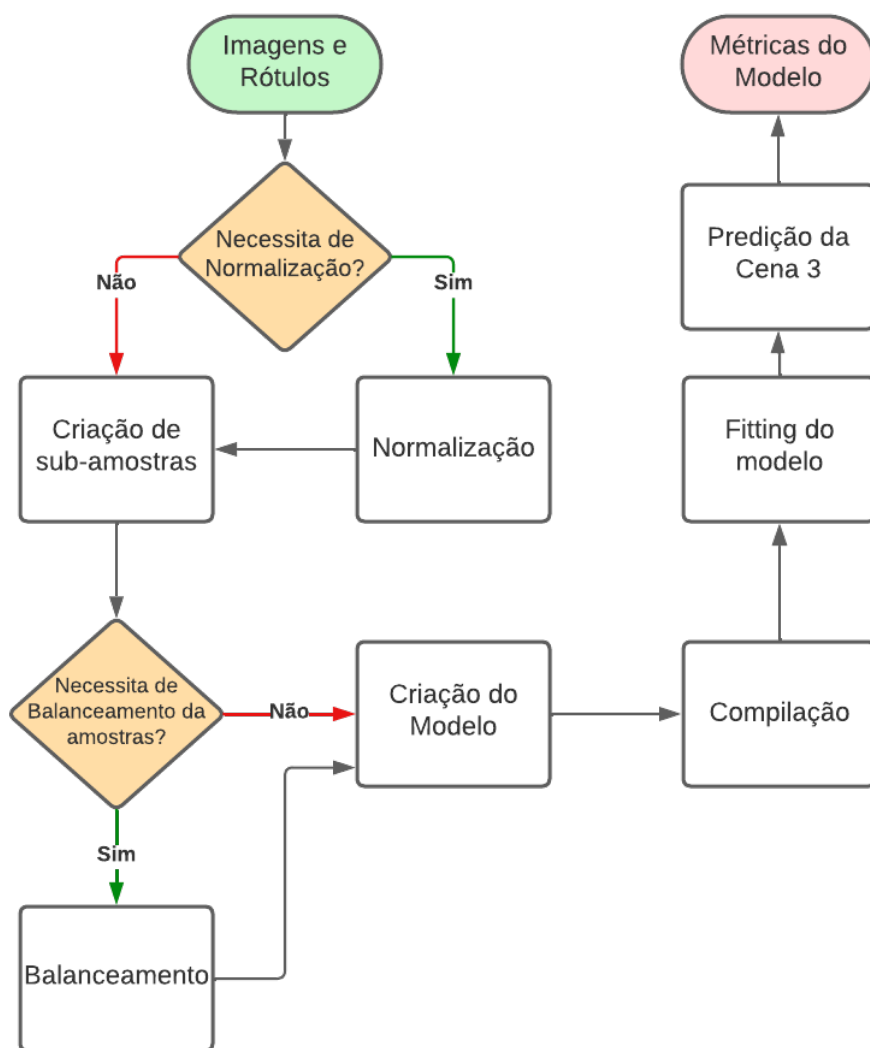 Imagens e
Rótulos
Necessita de
Normalização?
Não
Sim
Criação de
sub-amostras
Normalização
Necessita de
Balanceamento da
amostras?
Não
Sim
Balanceamento
Criação do
Modelo
Compilação
Fitting do
modelo
Predição da
Cena 3
Métricas do
Modelo